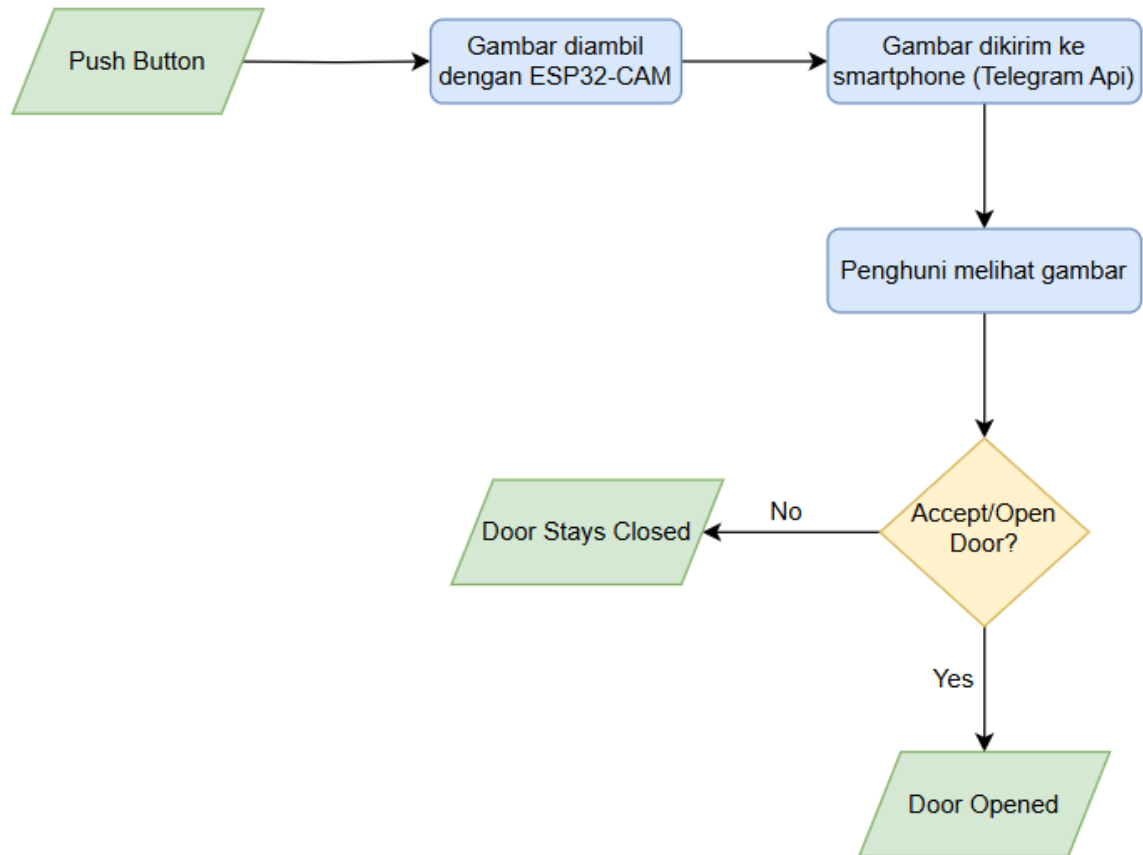 Push Button
Gambar diambil
dengan ESP32-CAM
Gambar dikirim ke
smartphone (Telegram Api)
Penghuni melihat gambar
Accept/Open
Door?
No
Door Stays Closed
Yes
Door Opened